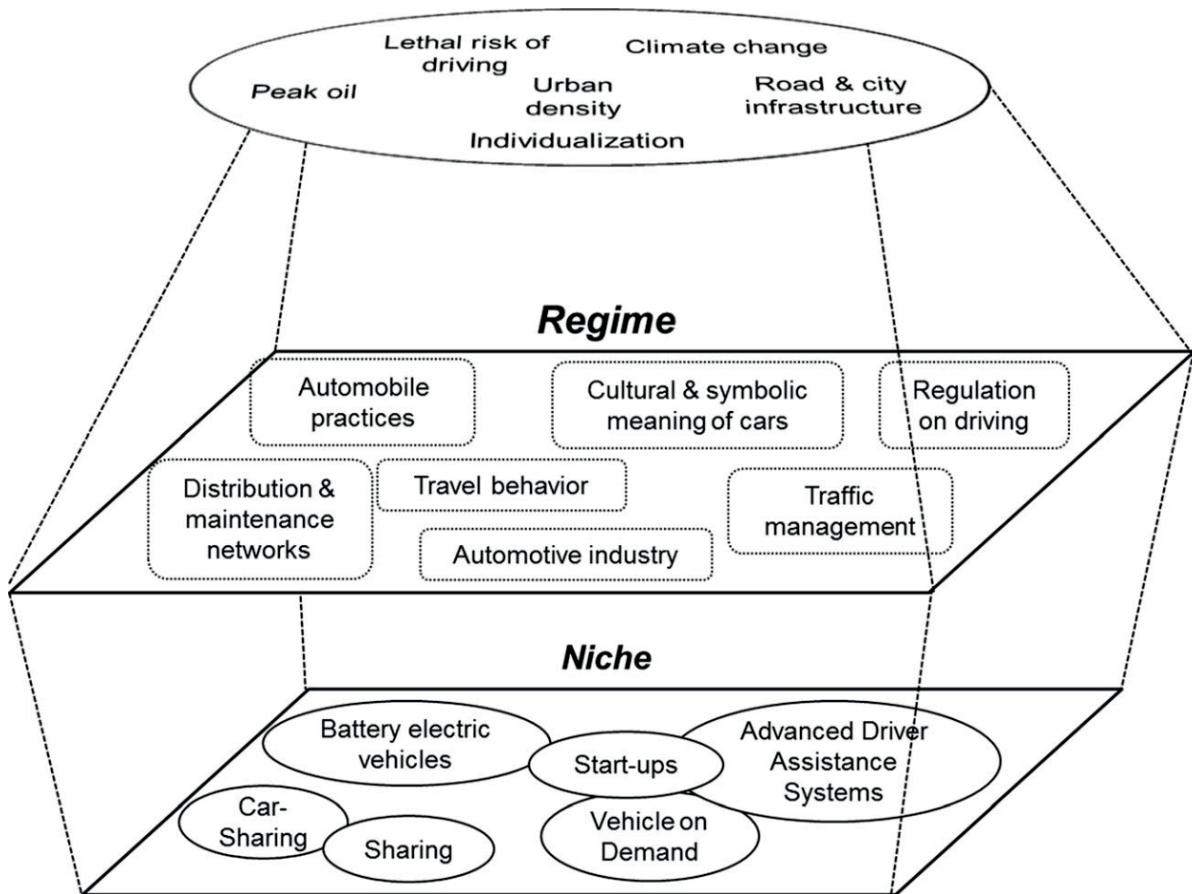 Lethal risk of
driving
Climate change
Peak oil
Urban
density
Road & city
infrastructure
Individualization
Regime
Automobile
practices
Cultural & symbolic
meaning of cars
Regulation
on driving
Distribution &
maintenance
networks
Travel behavior
Traffic
management
Automotive industry
Niche
Battery electric
vehicles
Start-ups
Advanced Driver
Assistance
Systems
Car-
Sharing
Sharing
Vehicle on
Demand